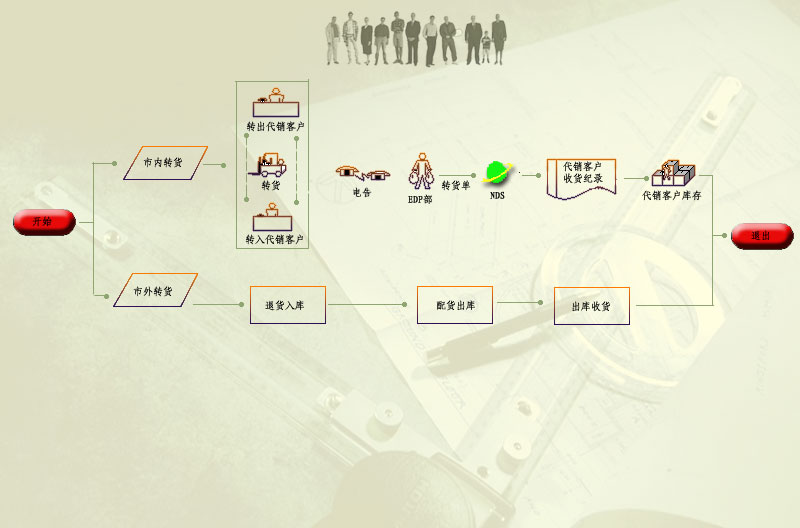 转出代销客户
市内转货
转货
电告
EDP部
转货单
NDS
代销客户
收货纪录
代销客户库存
转入代销客户
开始
退出
市外转货
退货入库
配货出库
出库收货